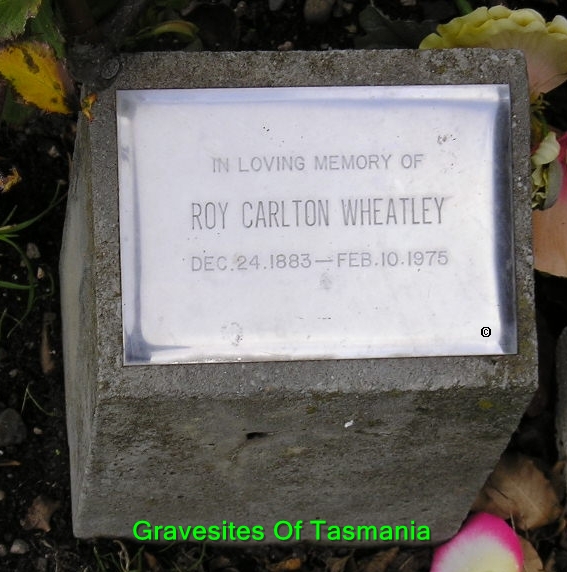 IN LOVING MEMORY OF
ROY CARLTON WHEATLEY
DEC.24.1883—FEB.10.1975
©
Gravesites Of Tasmania